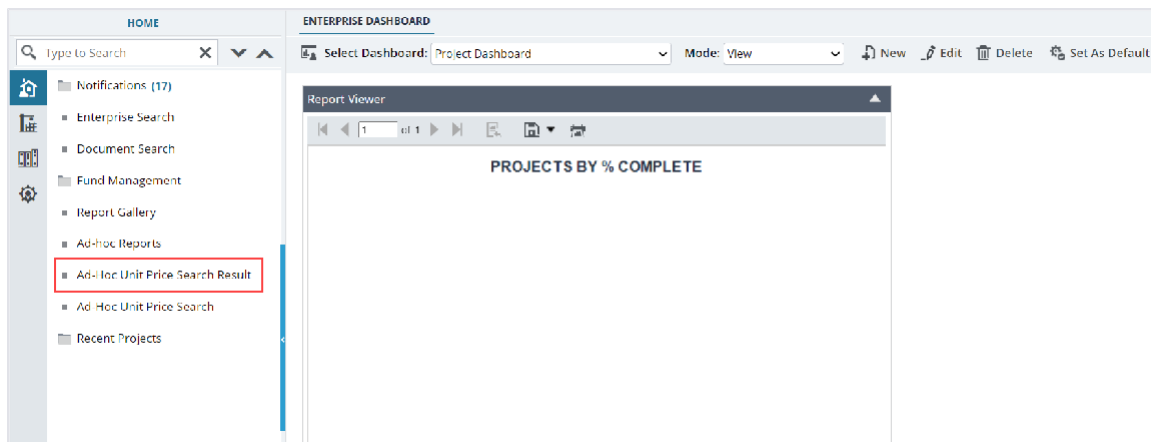 HOME
Type to Search
Notifications (17)
Enterprise Search
Document Search
Fund Management
Report Gallery
Ad-hoc Reports
Ad-Hoc Unit Price Search Result
Ad-Hoc Unit Price Search
Recent Projects
ENTERPRISE DASHBOARD
Select Dashboard: Project Dashboard Mode: View New Edit Delete Set As Default
Report Viewer
1 of 1
PROJECTS BY % COMPLETE